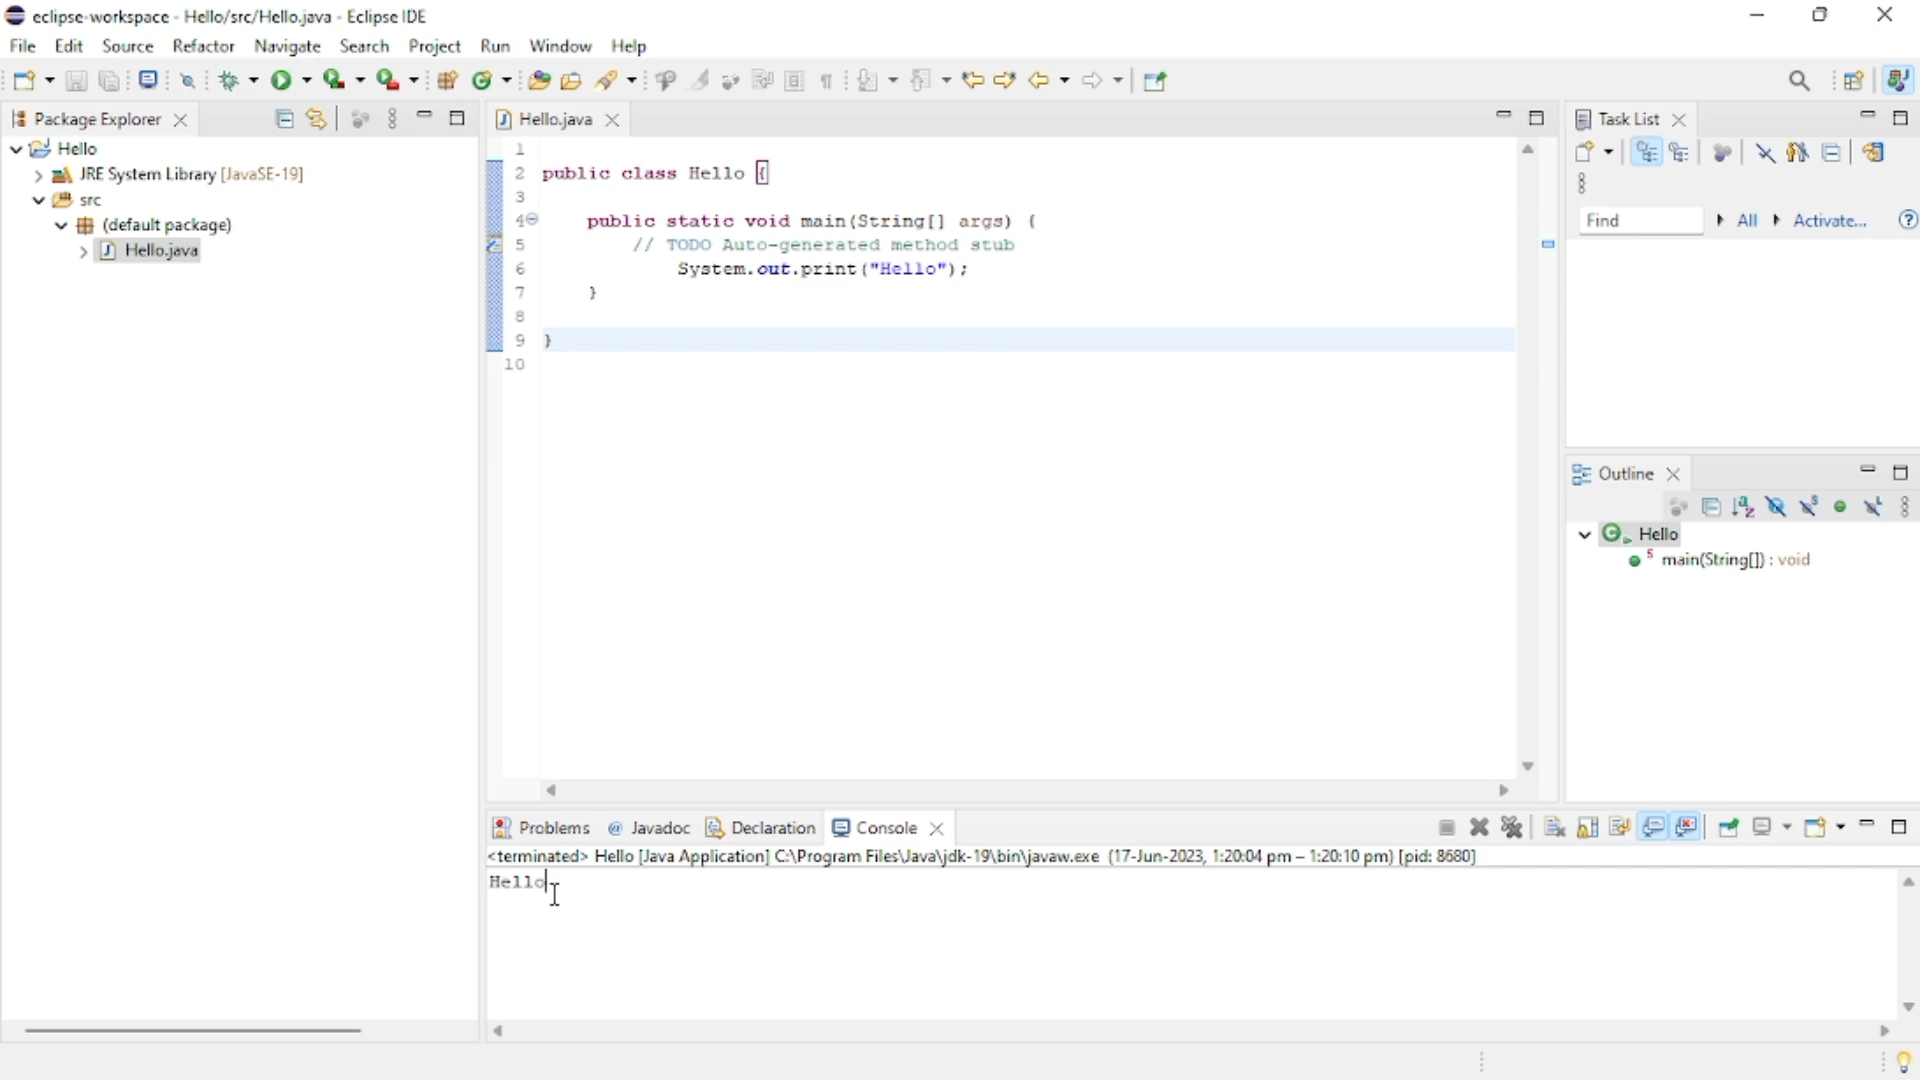 eclipse-workspace - Hello/src/Hello.java - Eclipse IDE
File Edit Source Refactor Navigate Search Project Run Window Help
Package Explorer
Hello
JRE System Library [JavaSE-19]
src
(default package)
Hello.java
Hello.java
1
2 public class Hello {
3
4 public static void main(String[] args) {
5 // TODO Auto-generated method stub
6 System.out.print("Hello");
7 }
8
9 }
10
Task List
Find All Activate...
Outline
Hello
main(String[]) : void
Problems Javadoc Declaration Console
<terminated> Hello [Java Application] C:\Program Files\Java\jdk-19\bin\javaw.exe (17-Jun-2023, 1:20:04 pm – 1:20:10 pm) [pid: 8680]
Hello